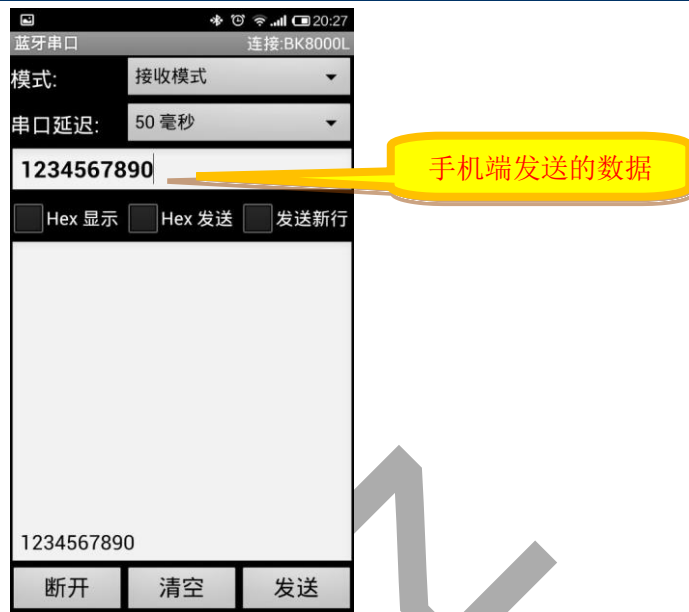 20:27
蓝牙串口 连接:BK8000L
模式: 接收模式
串口延迟: 50 毫秒
1234567890
手机端发送的数据
Hex 显示 Hex 发送 发送新行
1234567890
断开 清空 发送